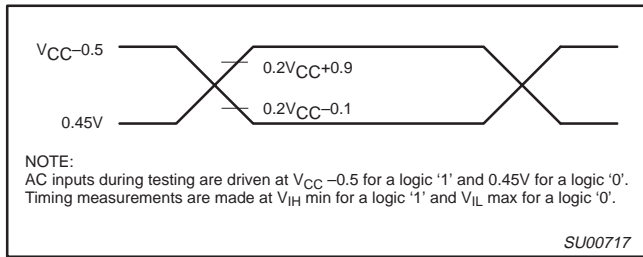 VCC–0.5
0.2VCC+0.9
0.2VCC–0.1
0.45V
NOTE:
AC inputs during testing are driven at VCC –0.5 for a logic ‘1’ and 0.45V for a logic ‘0’.
Timing measurements are made at VIH min for a logic ‘1’ and VIL max for a logic ‘0’.
SU00717